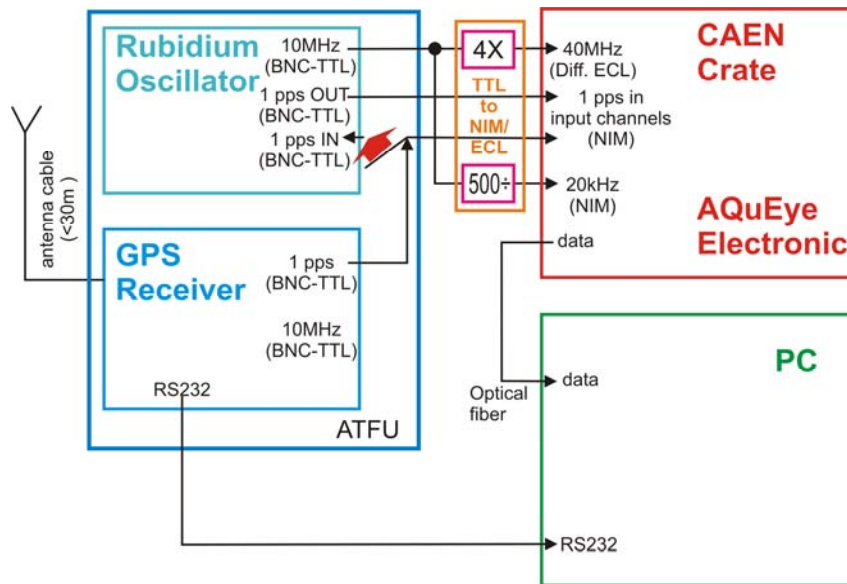 Rubidium
Oscillator
10MHz
(BNC-TTL)
1 pps OUT
(BNC-TTL)
1 pps IN
(BNC-TTL)
antenna cable
(<30m)
GPS
Receiver
1 pps
(BNC-TTL)
10MHz
(BNC-TTL)
RS232
ATFU
4X
TTL
to
NIM/
ECL
500÷
40MHz
(Diff. ECL)
1 pps in
input channels
(NIM)
20kHz
(NIM)
data
CAEN
Crate
AQuEye
Electronic
Optical
fiber
data
PC
RS232